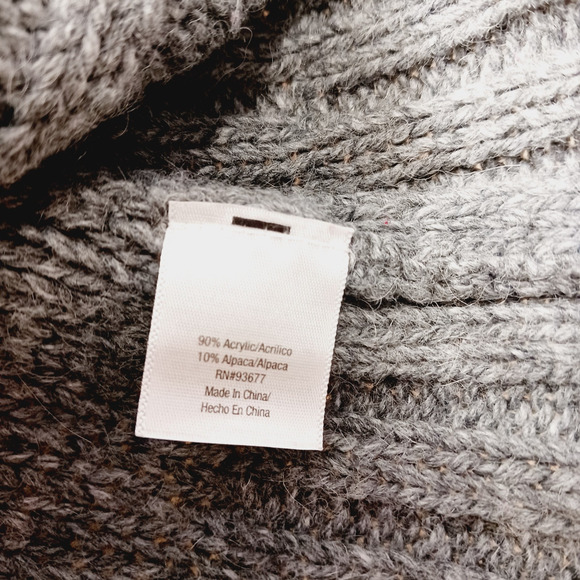 90% Acrylic/Acrilico
10% Alpaca/Alpaca
RN#93677
Made In China/
Hecho En China